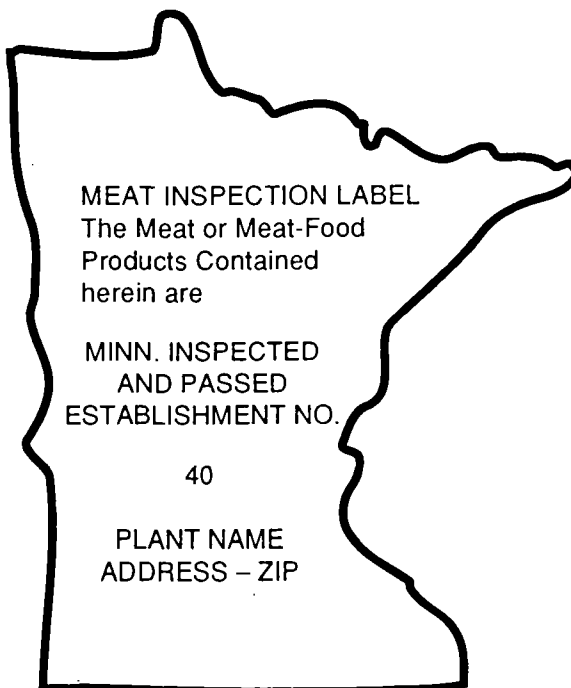 MEAT INSPECTION LABEL
The Meat or Meat-Food
Products Contained
herein are
MINN. INSPECTED
AND PASSED
ESTABLISHMENT NO.
40
PLANT NAME
ADDRESS – ZIP